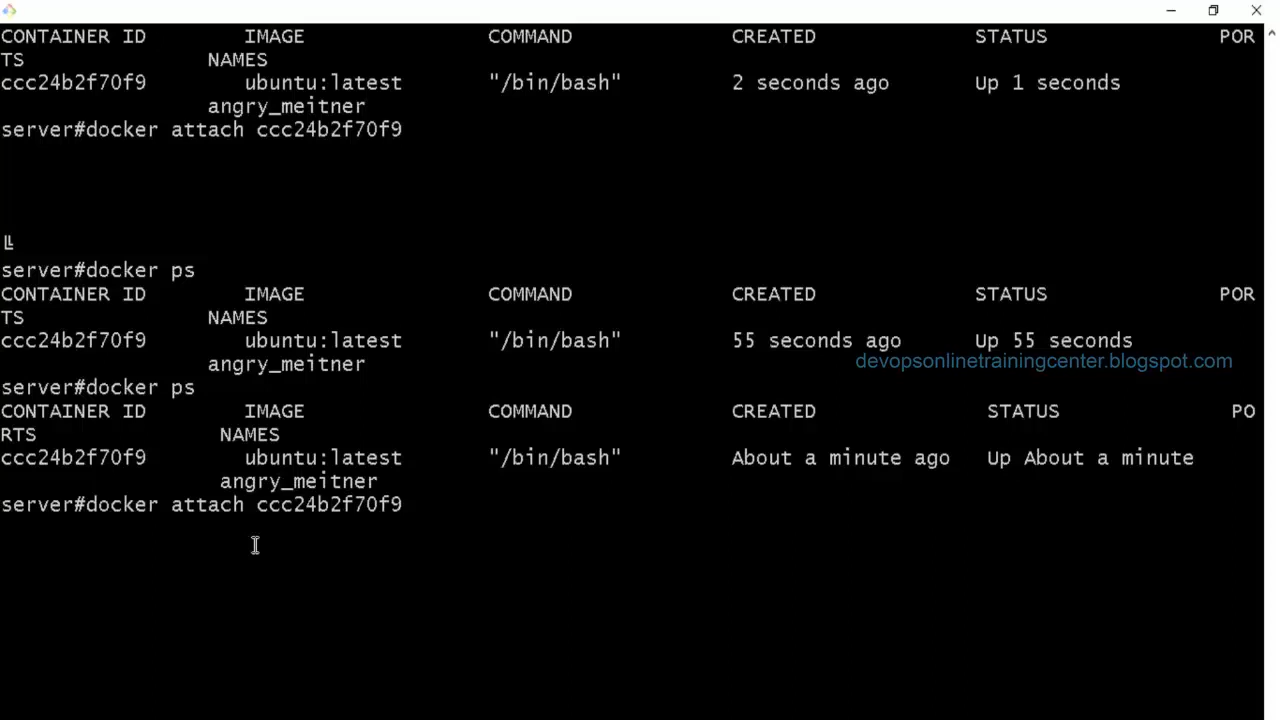 CONTAINER ID IMAGE COMMAND CREATED STATUS POR
TS NAMES
ccc24b2f70f9 ubuntu:latest "/bin/bash" 2 seconds ago Up 1 seconds
angry_meitner
server#docker attach ccc24b2f70f9
╚
server#docker ps
CONTAINER ID IMAGE COMMAND CREATED STATUS POR
TS NAMES
ccc24b2f70f9 ubuntu:latest "/bin/bash" 55 seconds ago Up 55 seconds
angry_meitner
devopsonlinetrainingcenter.blogspot.com
server#docker ps
CONTAINER ID IMAGE COMMAND CREATED STATUS PO
RTS NAMES
ccc24b2f70f9 ubuntu:latest "/bin/bash" About a minute ago Up About a minute
angry_meitner
server#docker attach ccc24b2f70f9